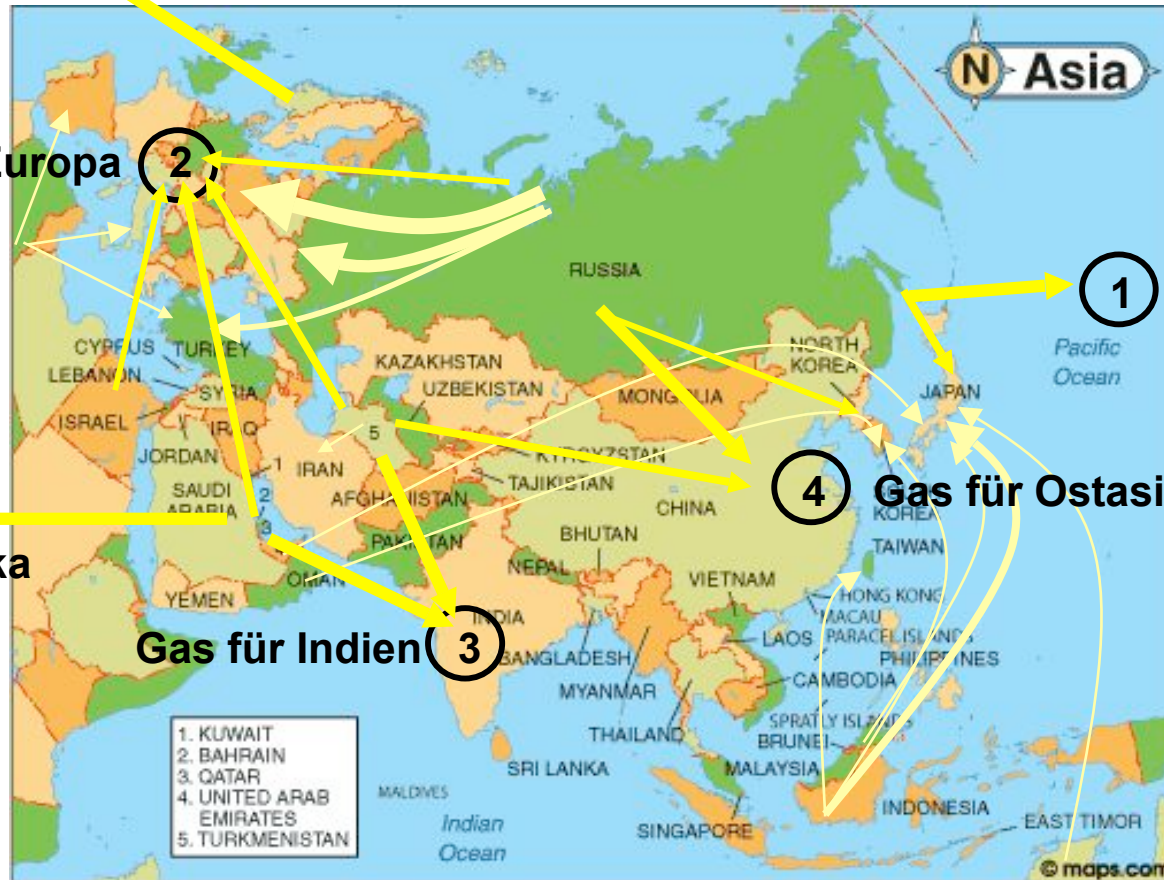 N Asia
Europa 2
RUSSIA
1
Pacific
Ocean
CYPRUS TURKEY
KAZAKHSTAN
NORTH
KOREA
LEBANON
SYRIA
UZBEKISTAN
MONGOLIA
JAPAN
ISRAEL
IRAQ
5
KYRGYZSTAN
JORDAN
1
IRAN
TAJIKISTAN
SAUDI
ARABIA
2
3
AFGHANISTAN
CHINA
4 Gas für Ostasi
KOREA
PAKISTAN
BHUTAN
TAIWAN
ka
OMAN
NEPAL
VIETNAM
YEMEN
INDIA
HONG KONG
MACAU
Gas für Indien 3
LAOS
PARACEL ISLANDS
BANGLADESH
PHILIPPINES
MYANMAR
CAMBODIA
THAILAND
SPRATLY ISLANDS
BRUNEI
1. KUWAIT
2. BAHRAIN
3. QATAR
4. UNITED ARAB
EMIRATES
5. TURKMENISTAN
SRI LANKA
MALAYSIA
MALDIVES
Indian
Ocean
SINGAPORE
INDONESIA
EAST TIMOR
© maps.com